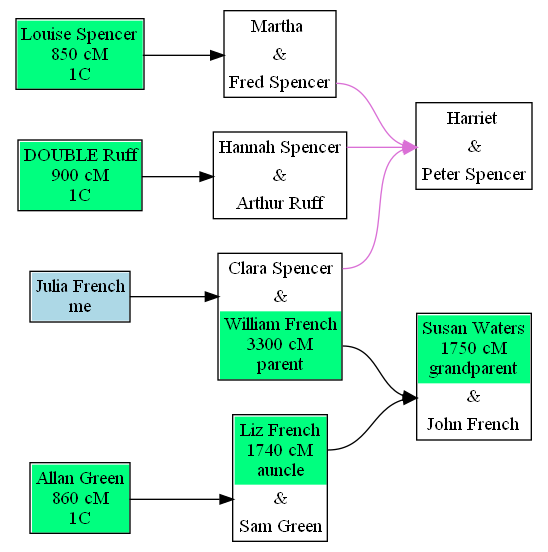 Louise Spencer
850 cM
1C
Martha
&
Fred Spencer
DOUBLE Ruff
900 cM
1C
Hannah Spencer
&
Arthur Ruff
Harriet
&
Peter Spencer
Julia French
me
Clara Spencer
&
William French
3300 cM
parent
Susan Waters
1750 cM
grandparent
&
John French
Allan Green
860 cM
1C
Liz French
1740 cM
auncle
&
Sam Green